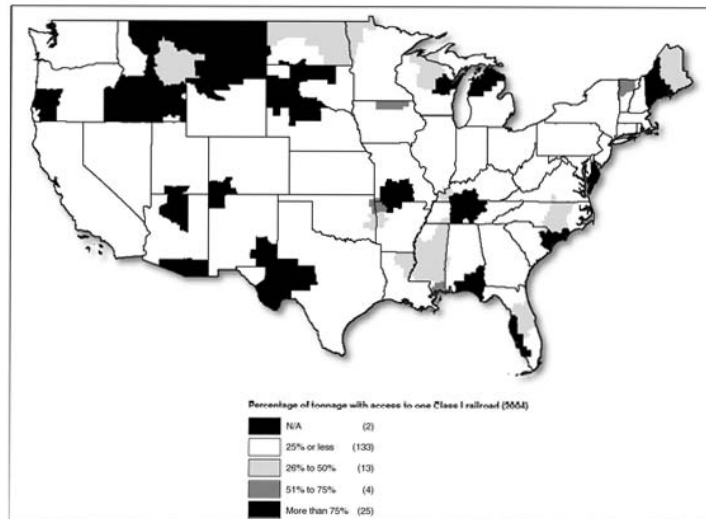 Percentage of tonnage with access to one Class I railroad (2004)
N/A (2)
25% or less (133)
26% to 50% (13)
51% to 75% (4)
More than 75% (25)